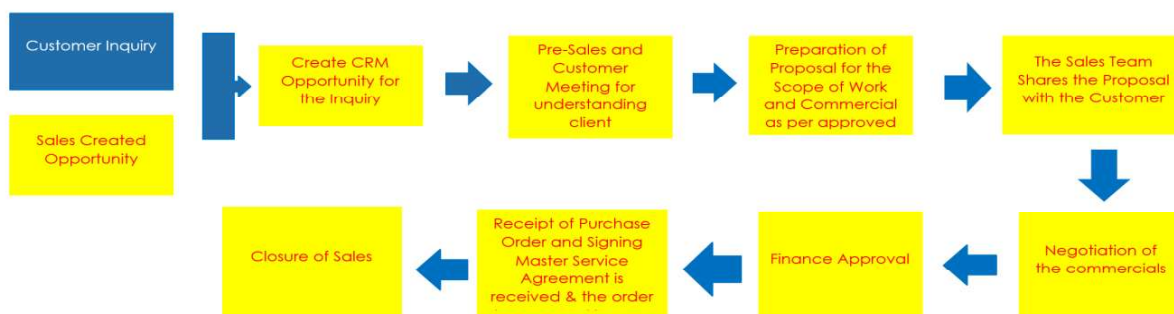 Customer Inquiry
Sales Created
Opportunity
Create CRM
Opportunity for
the Inquiry
Pre-Sales and
Customer
Meeting for
understanding
client
Preparation of
Proposal for the
Scope of Work
and Commercial
as per approved
The Sales Team
Shares the Proposal
with the Customer
Negotiation of
the commercials
Finance Approval
Receipt of Purchase
Order and Signing
Master Service
Agreement is
received & the order
Closure of Sales